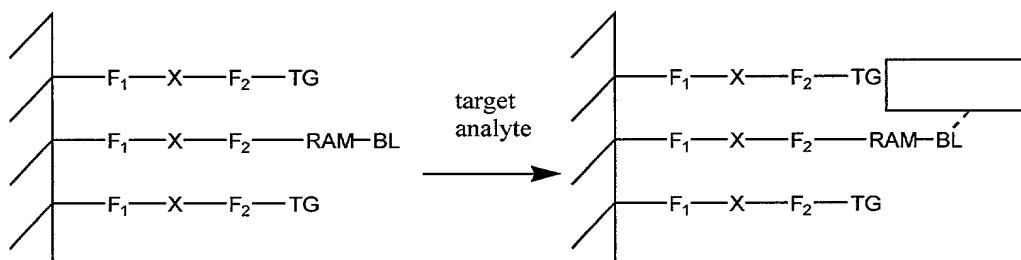 F₁—X—F₂—TG
F₁—X—F₂—RAM—BL
F₁—X—F₂—TG
target
analyte
F₁—X—F₂—TG
F₁—X—F₂—RAM—BL
F₁—X—F₂—TG